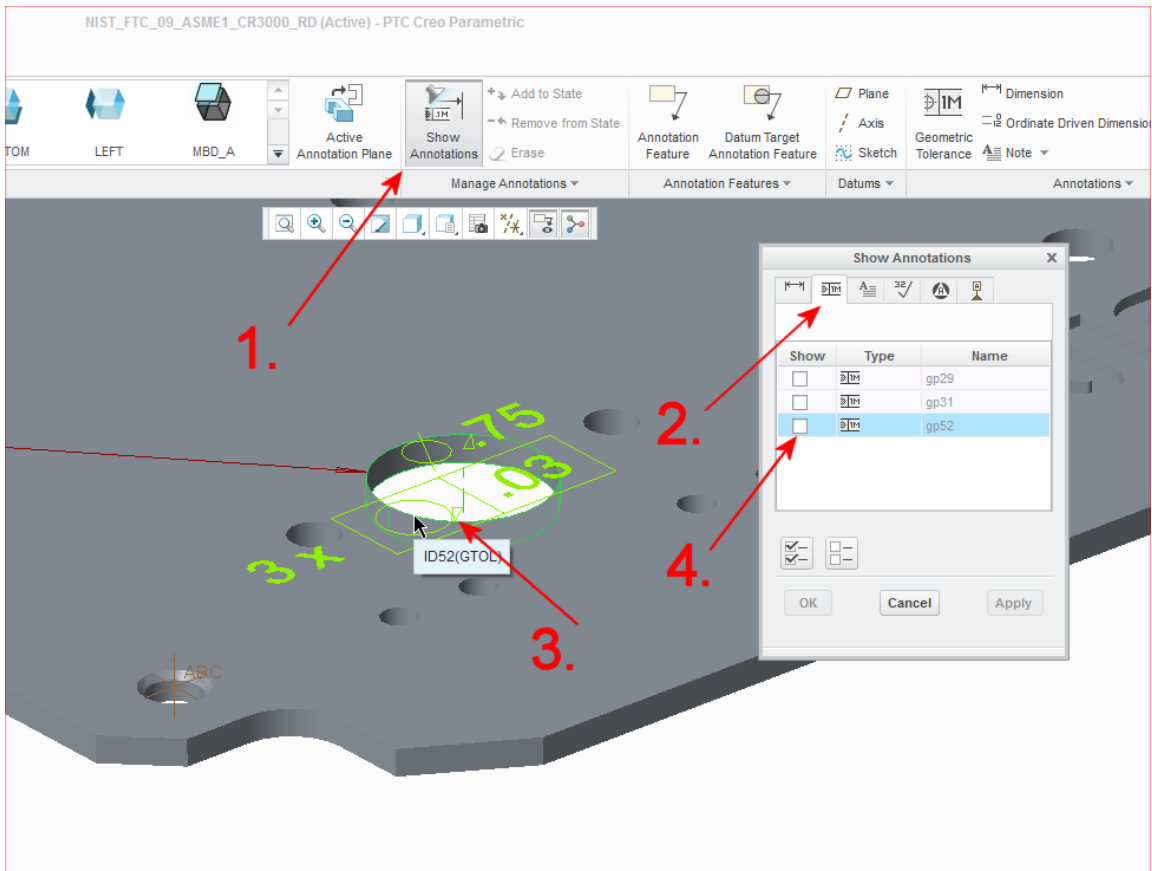 NIST_FTC_09_ASME1_CR3000_RD (Active) - PTC Creo Parametric
TOM
LEFT
MBD_A
Active
Annotation Plane
Show
Annotations
Add to State
Remove from State
Erase
Annotation
Feature
Datum Target
Annotation Feature
Plane
Axis
Sketch
Geometric
Tolerance
Dimension
Ordinate Driven Dimension
Note
Manage Annotations
Annotation Features
Datums
Annotations
1.
Show Annotations
X
Show Type Name
gp29
gp31
gp52
2.
.75
.03
3 X
ID52(GTOL)
3.
4.
ABC
OK Cancel Apply